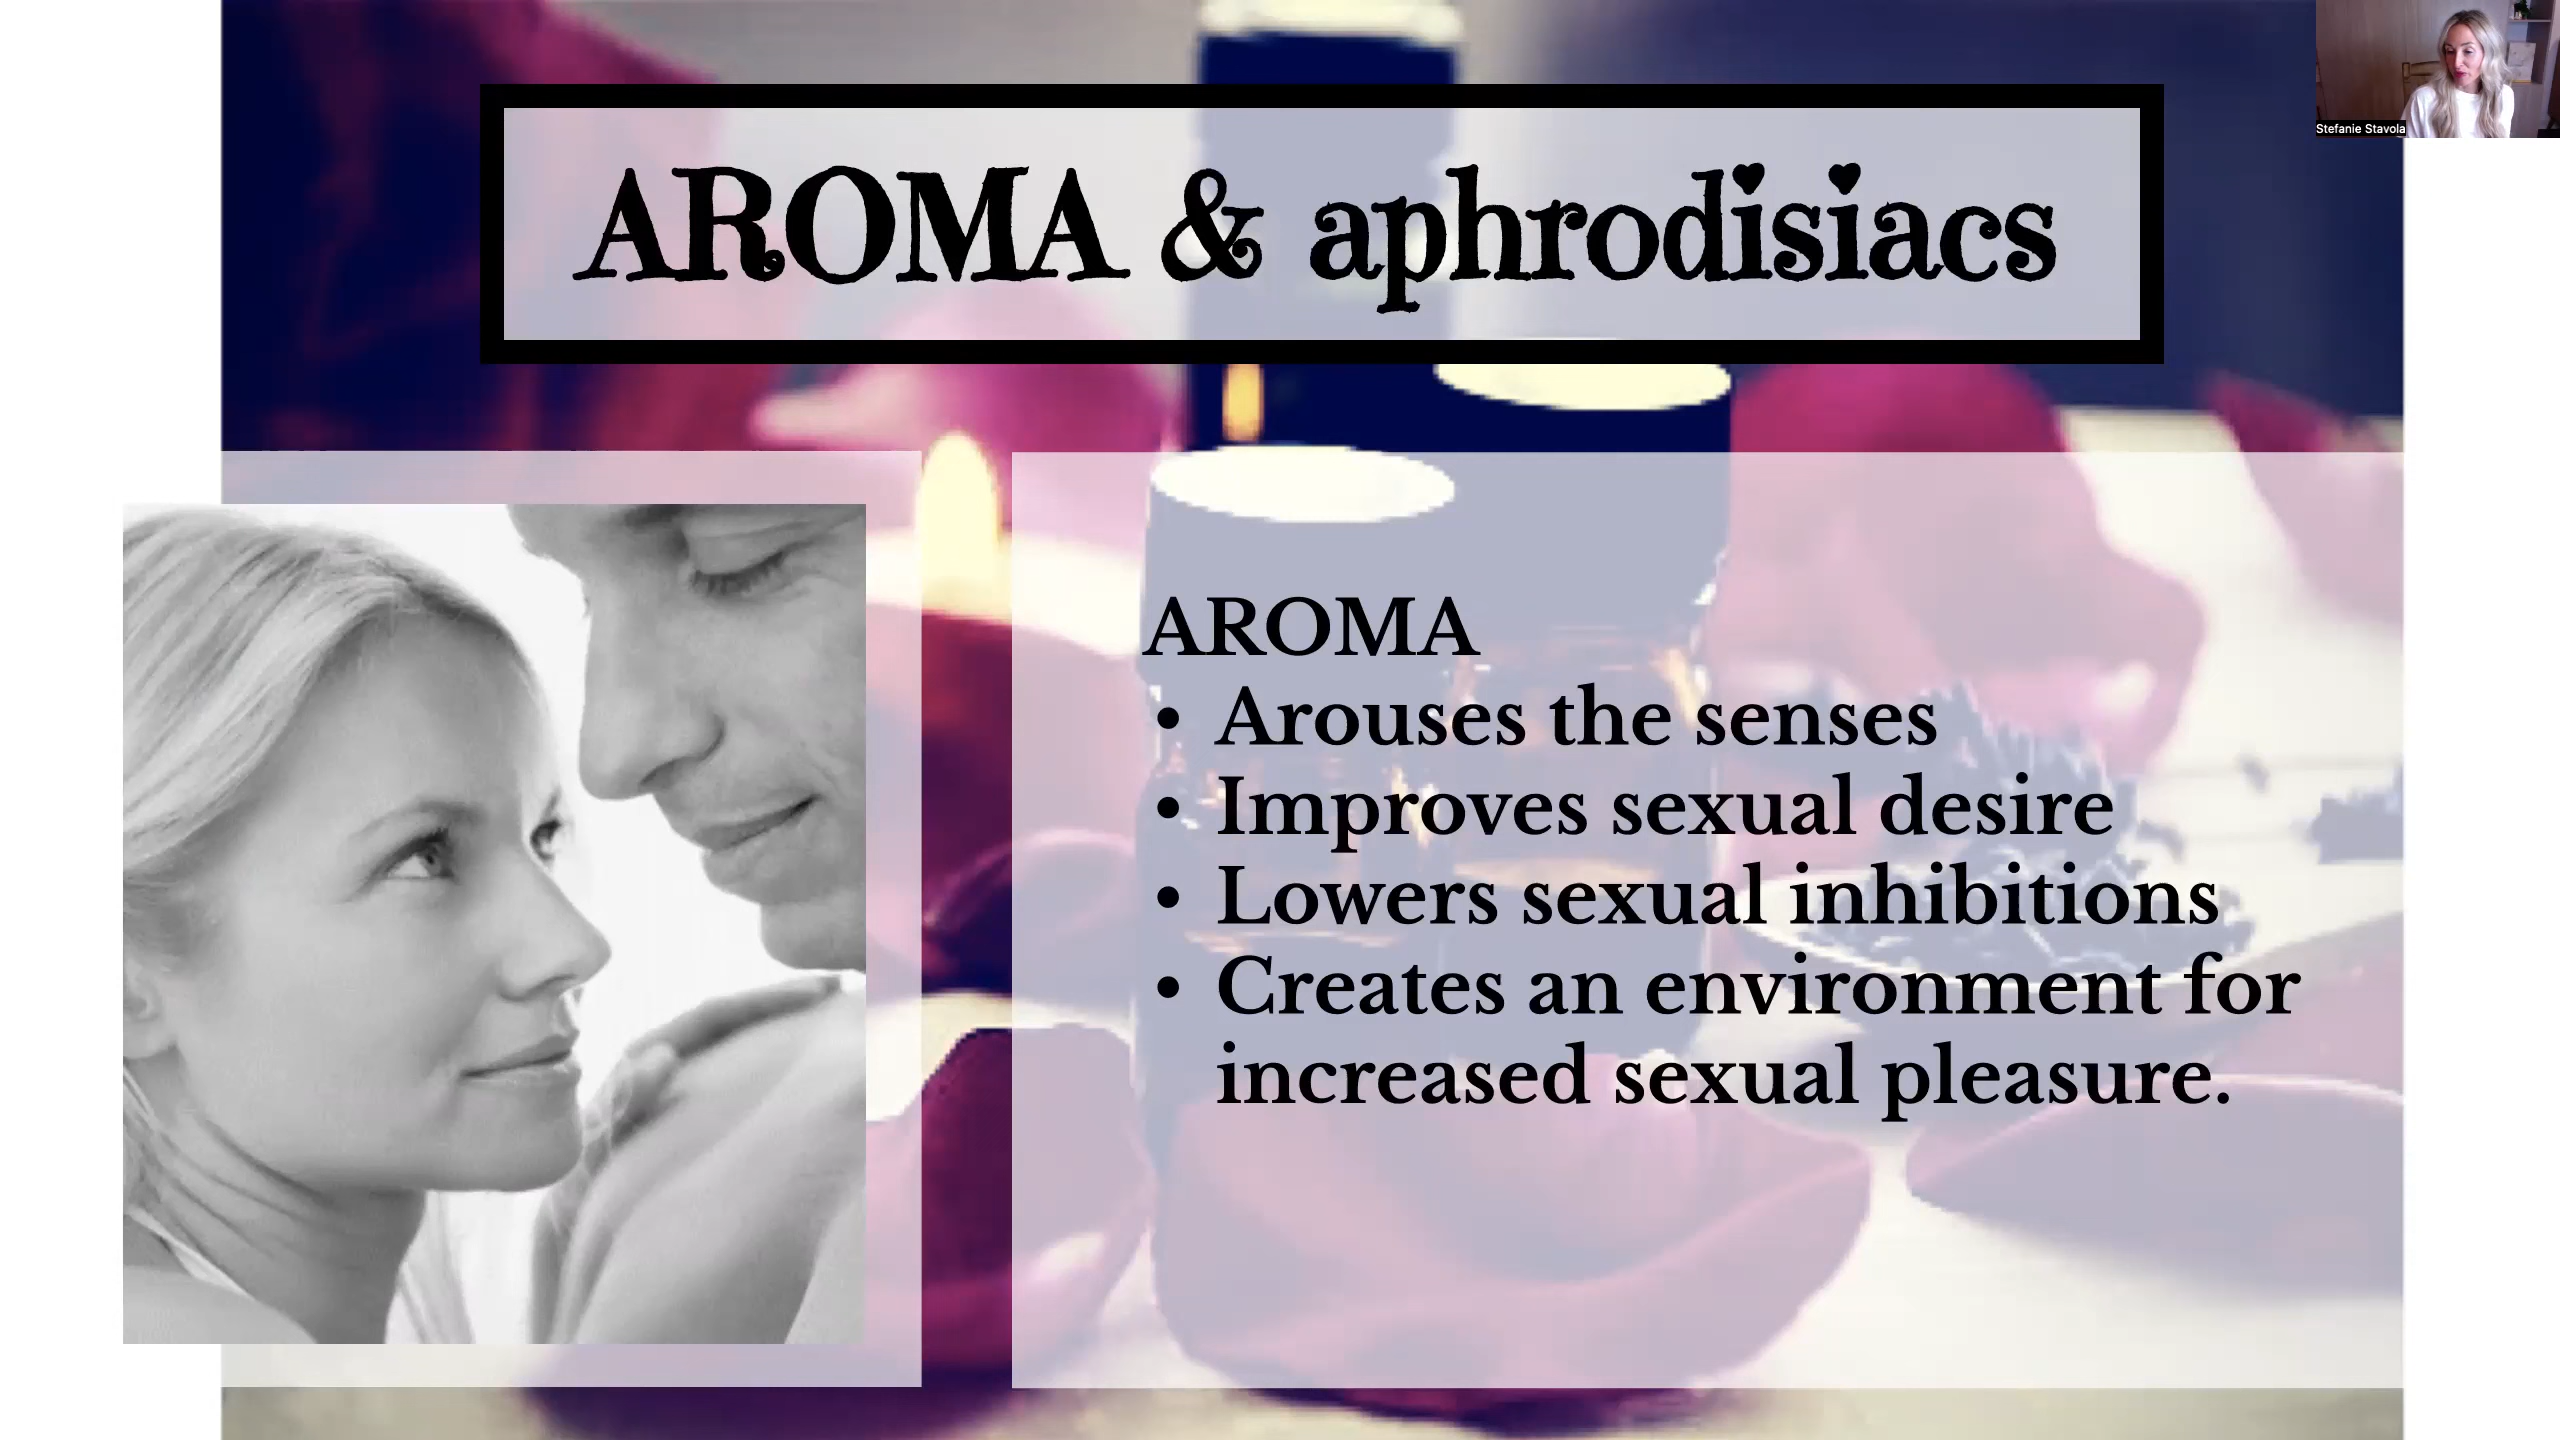 AROMA & aphrodisiacs
Stefanie Stavola
AROMA
• Arouses the senses
• Improves sexual desire
• Lowers sexual inhibitions
• Creates an environment for
increased sexual pleasure.